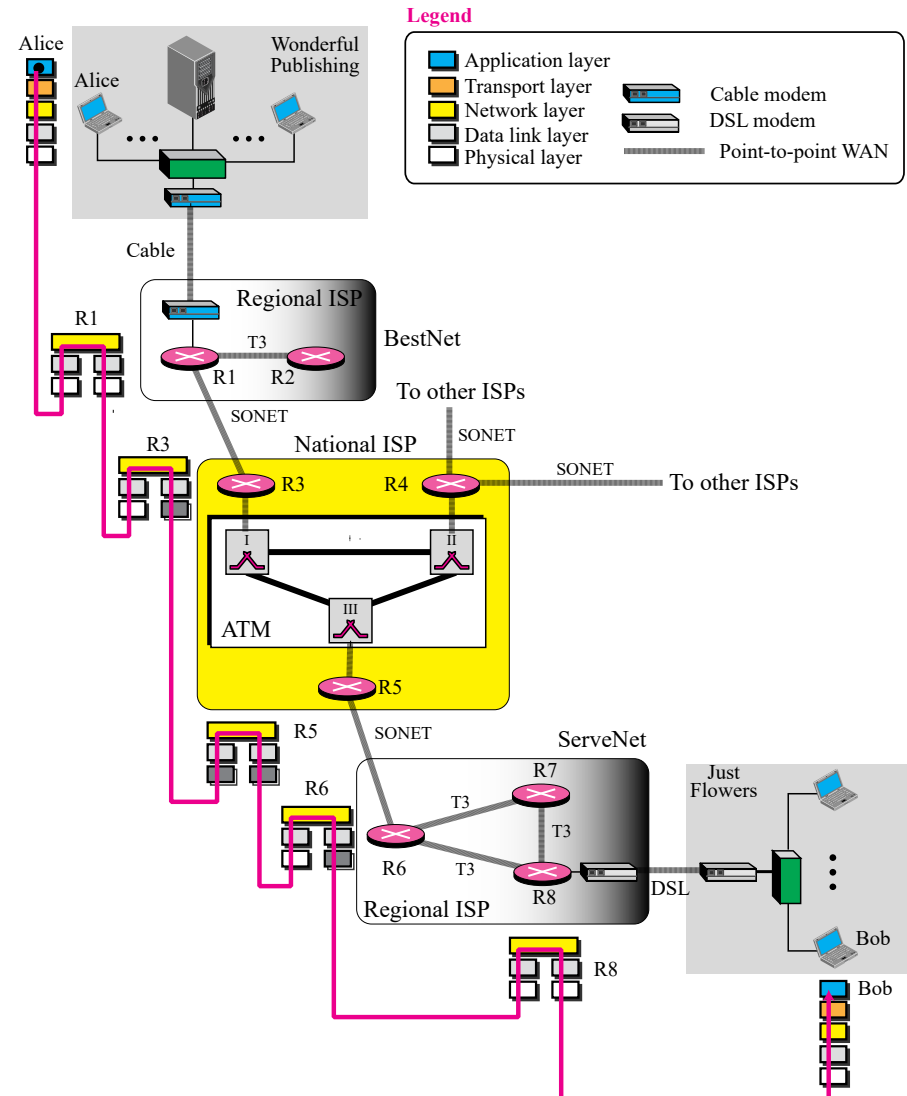 Legend
Application layer
Transport layer
Network layer
Data link layer
Physical layer
Cable modem
DSL modem
Point-to-point WAN
Alice
Wonderful
Publishing
Alice
Cable
Regional ISP
BestNet
R1
T3
R1
R2
SONET
To other ISPs
SONET
National ISP
R3
R3
R4
SONET
To other ISPs
I
II
III
ATM
R5
R5
SONET
ServeNet
R6
R7
T3
T3
T3
R6
R8
Regional ISP
DSL
Just
Flowers
Bob
R8
Bob